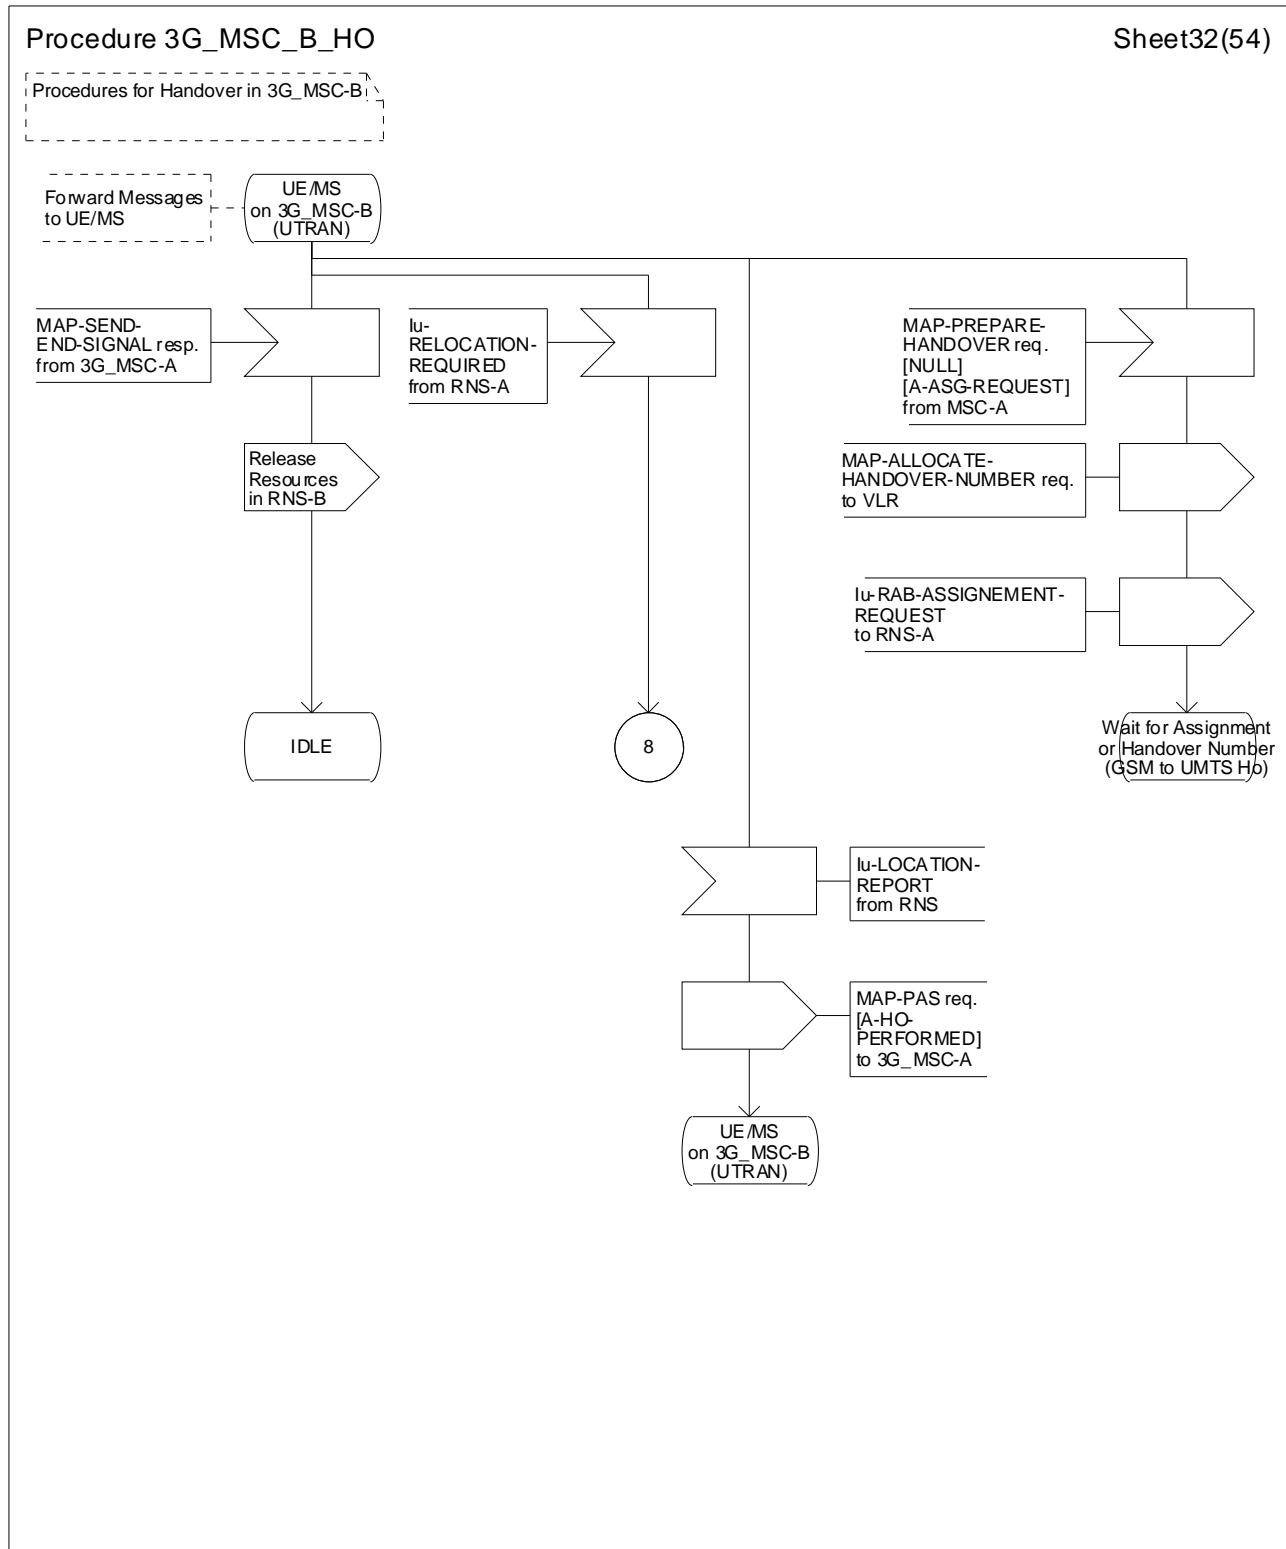 Procedure 3G_MSC_B_HO
Sheet32(54)
Procedures for Handover in 3G_MSC-B
Forward Messages
to UE/MS
UE/MS
on 3G_MSC-B
(UTRAN)
MAP-SEND-
END-SIGNAL resp.
from 3G_MSC-A
Iu-
RELOCATION-
REQUIRED
from RNS-A
MAP-PREPARE-
HANDOVER req.
[NULL]
[A-ASG-REQUEST]
from MSC-A
Release
Resources
in RNS-B
MAP-ALLOCATE-
HANDOVER-NUMBER req.
to VLR
Iu-RAB-ASSIGNEMENT-
REQUEST
to RNS-A
IDLE
8
Wait for Assignment
or Handover Number
(GSM to UMTS Ho)
Iu-LOCATION-
REPORT
from RNS
MAP-PAS req.
[A-HO-
PERFORMED]
to 3G_MSC-A
UE/MS
on 3G_MSC-B
(UTRAN)